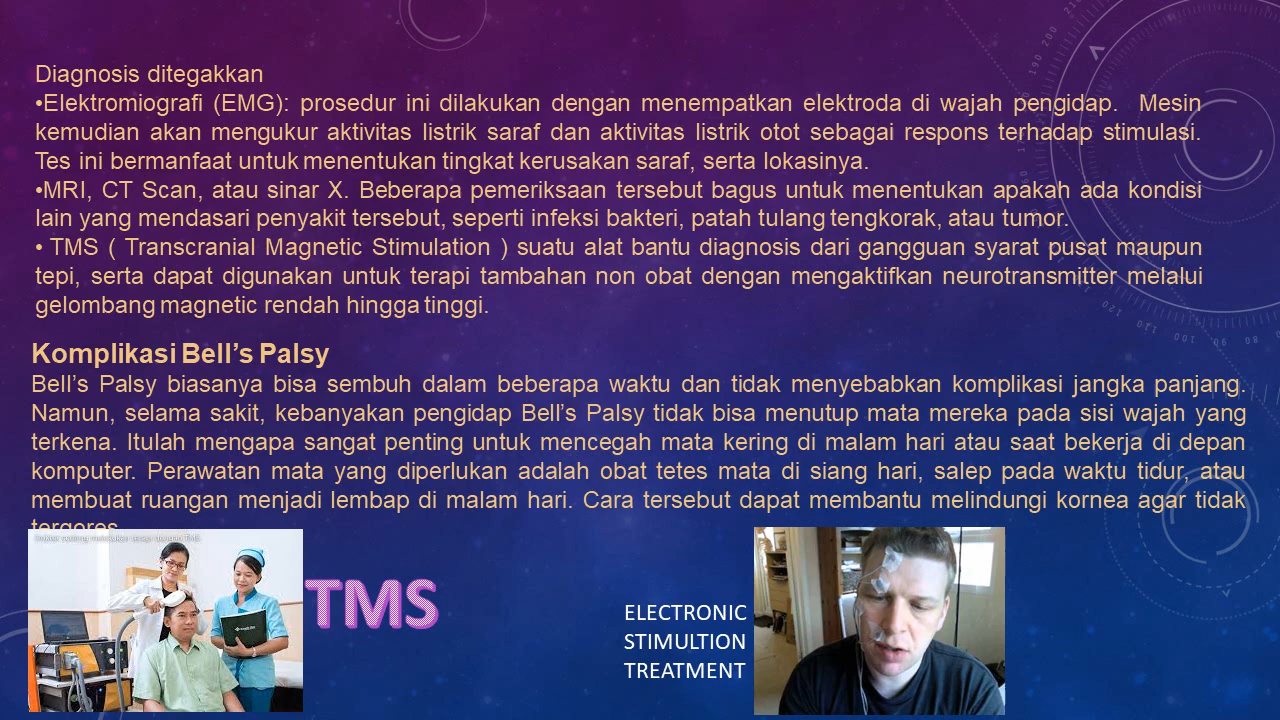 Diagnosis ditegakkan
•Elektromiografi (EMG): prosedur ini dilakukan dengan menempatkan elektroda di wajah pengidap. Mesin
kemudian akan mengukur aktivitas listrik saraf dan aktivitas listrik otot sebagai respons terhadap stimulasi.
Tes ini bermanfaat untuk menentukan tingkat kerusakan saraf, serta lokasinya.
•MRI, CT Scan, atau sinar X. Beberapa pemeriksaan tersebut bagus untuk menentukan apakah ada kondisi
lain yang mendasari penyakit tersebut, seperti infeksi bakteri, patah tulang tengkorak, atau tumor.
• TMS ( Transcranial Magnetic Stimulation ) suatu alat bantu diagnosis dari gangguan syarat pusat maupun
tepi, serta dapat digunakan untuk terapi tambahan non obat dengan mengaktifkan neurotransmitter melalui
gelombang magnetic rendah hingga tinggi.
Komplikasi Bell’s Palsy
Bell’s Palsy biasanya bisa sembuh dalam beberapa waktu dan tidak menyebabkan komplikasi jangka panjang.
Namun, selama sakit, kebanyakan pengidap Bell’s Palsy tidak bisa menutup mata mereka pada sisi wajah yang
terkena. Itulah mengapa sangat penting untuk mencegah mata kering di malam hari atau saat bekerja di depan
komputer. Perawatan mata yang diperlukan adalah obat tetes mata di siang hari, salep pada waktu tidur, atau
membuat ruangan menjadi lembap di malam hari. Cara tersebut dapat membantu melindungi kornea agar tidak
tergores.
TMS
ELECTRONIC
STIMULTION
TREATMENT